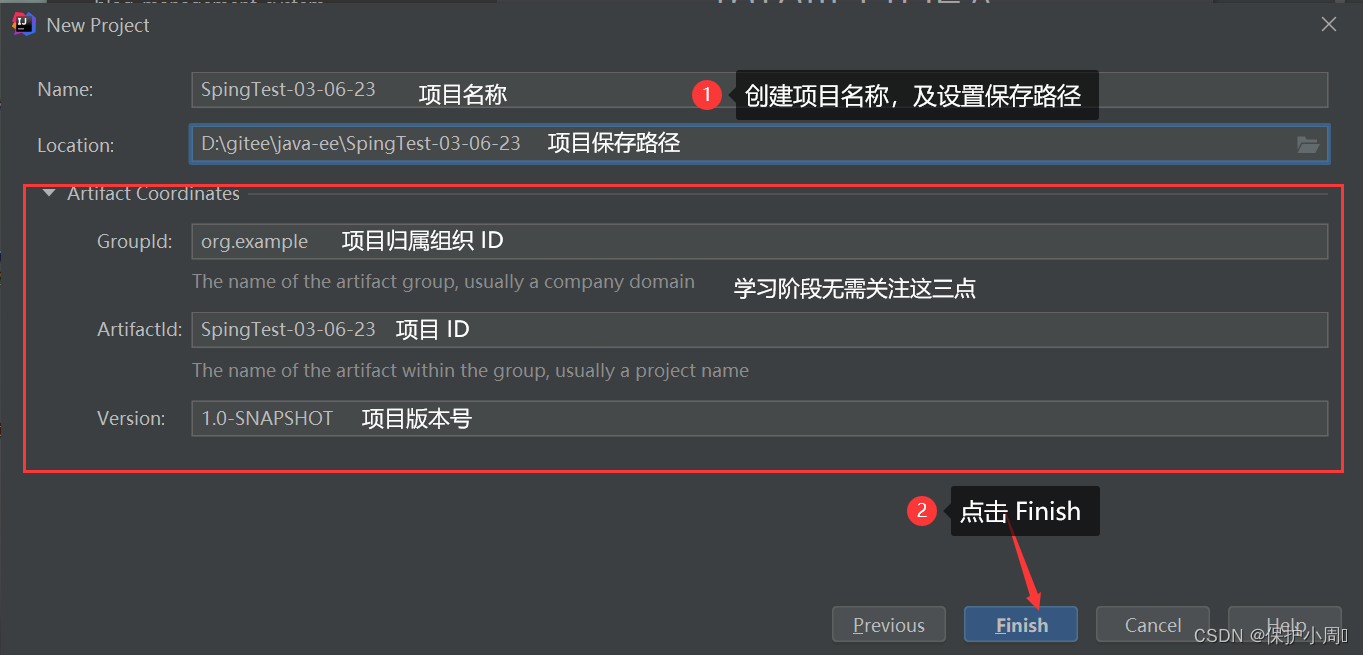 New Project
Name: SpingTest-03-06-23 项目名称 1 创建项目名称，及设置保存路径
Location: D:\gitee\java-ee\SpingTest-03-06-23 项目保存路径
Artifact Coordinates
GroupId: org.example 项目归属组织 ID
The name of the artifact group, usually a company domain 学习阶段无需关注这三点
ArtifactId: SpingTest-03-06-23 项目 ID
The name of the artifact within the group, usually a project name
Version: 1.0-SNAPSHOT 项目版本号
2 点击 Finish
Previous Finish Cancel Help
CSDN @保护小周